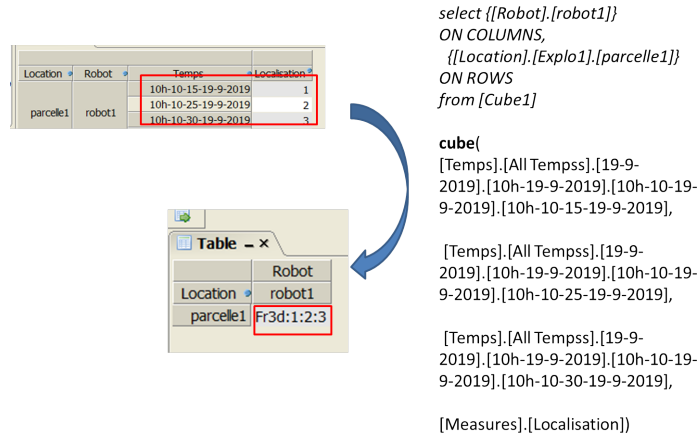 Location Robot Temps Localisation
10h-10-15-19-9-2019 1
parcelle1 robot1 10h-10-25-19-9-2019 2
10h-10-30-19-9-2019 3
Table
Robot
Location robot1
parcelle1 Fr3d:1:2:3
select {[Robot].[robot1]}
ON COLUMNS,
{[Location].[Explo1].[parcelle1]}
ON ROWS
from [Cube1]
cube(
[Temps].[All Tempss].[19-9-
2019].[10h-19-9-2019].[10h-10-19-
9-2019].[10h-10-15-19-9-2019],
[Temps].[All Tempss].[19-9-
2019].[10h-19-9-2019].[10h-10-19-
9-2019].[10h-10-25-19-9-2019],
[Temps].[All Tempss].[19-9-
2019].[10h-19-9-2019].[10h-10-19-
9-2019].[10h-10-30-19-9-2019],
[Measures].[Localisation])